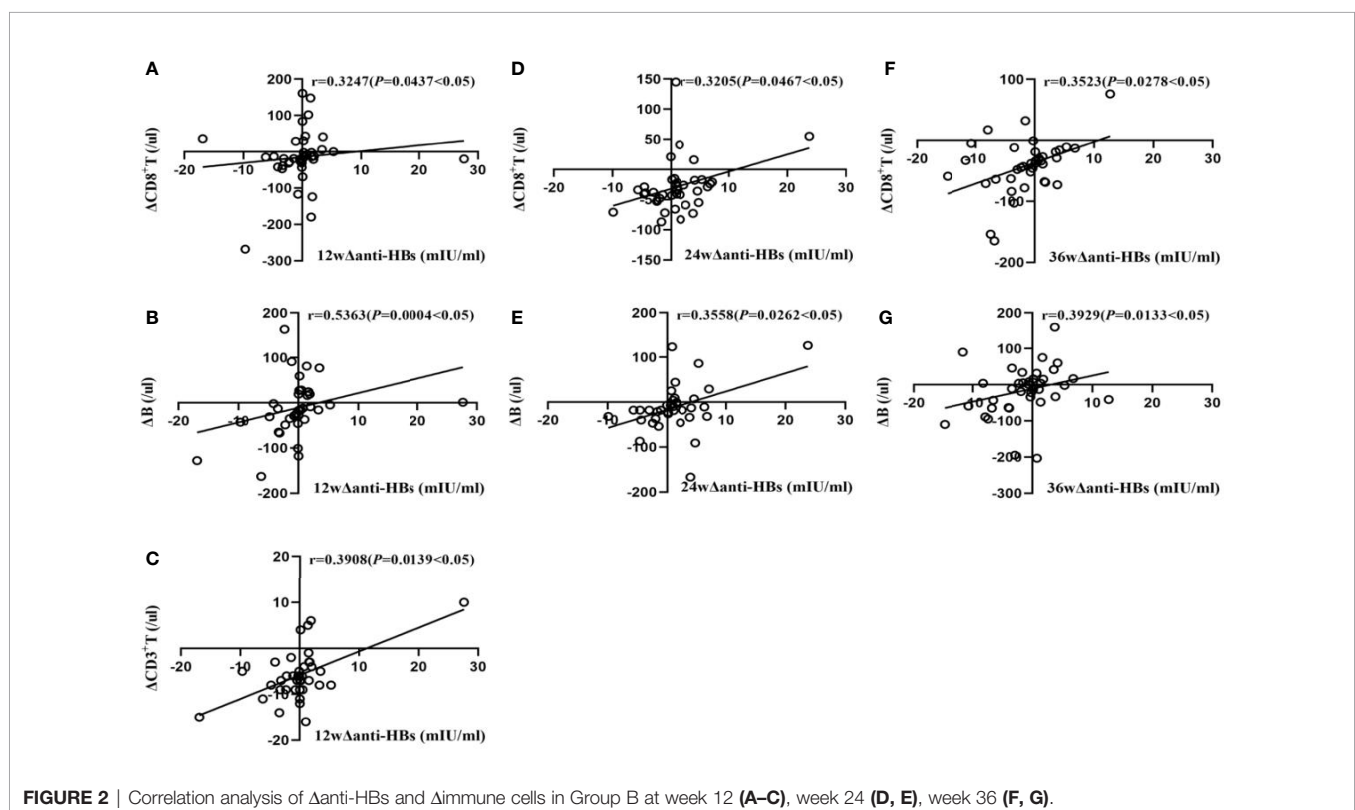 A
r=0.3247(P=0.0437<0.05)
200
100
-20
-10
0
10
20
30
-100
-200
-300
ΔCD8⁺T (/ul)
12wΔanti-HBs (mIU/ml)
D
r=0.3205(P=0.0467<0.05)
150
100
50
-20
-10
0
10
20
30
-50
-100
-150
ΔCD8⁺T (/ul)
24wΔanti-HBs (mIU/ml)
F
r=0.3523(P=0.0278<0.05)
100
-20
-10
0
10
20
30
-100
-200
ΔCD8⁺T (/ul)
36wΔanti-HBs (mIU/ml)
B
r=0.5363(P=0.0004<0.05)
200
100
-20
-10
0
10
20
30
-100
-200
ΔB (/ul)
12wΔanti-HBs (mIU/ml)
E
r=0.3558(P=0.0262<0.05)
200
100
-20
-10
0
10
20
30
-100
-200
ΔB (/ul)
24wΔanti-HBs (mIU/ml)
G
r=0.3929(P=0.0133<0.05)
200
100
-20
-10
0
10
20
30
-100
-200
-300
ΔB (/ul)
36wΔanti-HBs (mIU/ml)
C
r=0.3908(P=0.0139<0.05)
20
10
-20
-10
0
10
20
30
-10
-20
ΔCD3⁺T (/ul)
12wΔanti-HBs (mIU/ml)
FIGURE 2 | Correlation analysis of Δanti-HBs and Δimmune cells in Group B at week 12 (A–C), week 24 (D, E), week 36 (F, G).